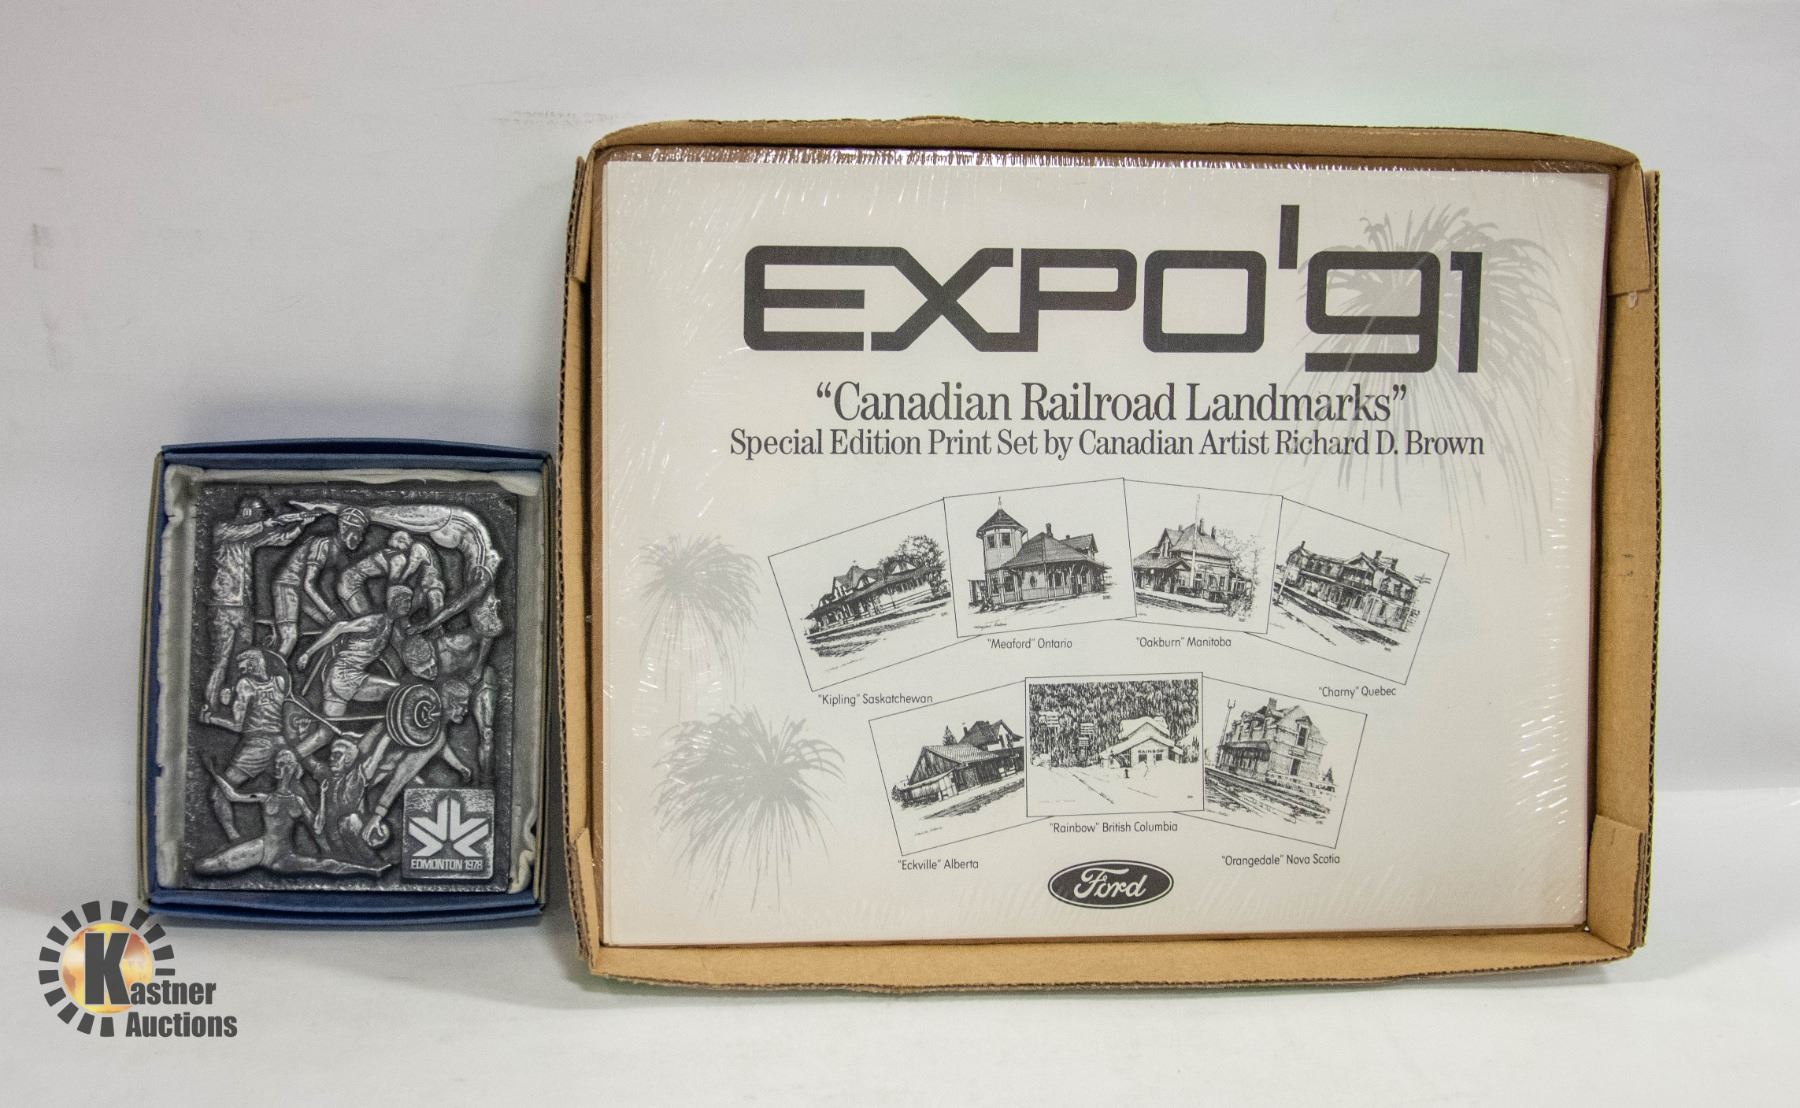 EXPO'91
“Canadian Railroad Landmarks”
Special Edition Print Set by Canadian Artist Richard D. Brown
"Meaford" Ontario
"Oakburn" Manitoba
"Kipling" Saskatchewan
"Charny" Quebec
RAINBOW
"Rainbow" British Columbia
"Eckville" Alberta
"Orangedale" Nova Scotia
Ford
EDMONTON 1978
Kastner
Auctions